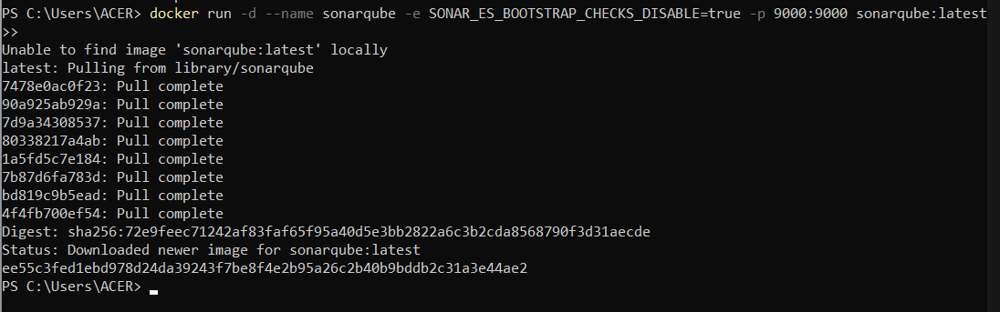 PS C:\Users\ACER> docker run -d --name sonarqube -e SONAR_ES_BOOTSTRAP_CHECKS_DISABLE=true -p 9000:9000 sonarqube:latest
>>
Unable to find image 'sonarqube:latest' locally
latest: Pulling from library/sonarqube
7478e0ac0f23: Pull complete
90a925ab929a: Pull complete
7d9a34308537: Pull complete
80338217a4ab: Pull complete
1a5fd5c7e184: Pull complete
7b87d6fa783d: Pull complete
bd819c9b5ead: Pull complete
4f4fb700ef54: Pull complete
Digest: sha256:72e9feec71242af83faf65f95a40d5e3bb2822a6c3b2cda8568790f3d31aecde
Status: Downloaded newer image for sonarqube:latest
ee55c3fed1ebd978d24da39243f7be8f4e2b95a26c2b40b9bddb2c31a3e44ae2
PS C:\Users\ACER>